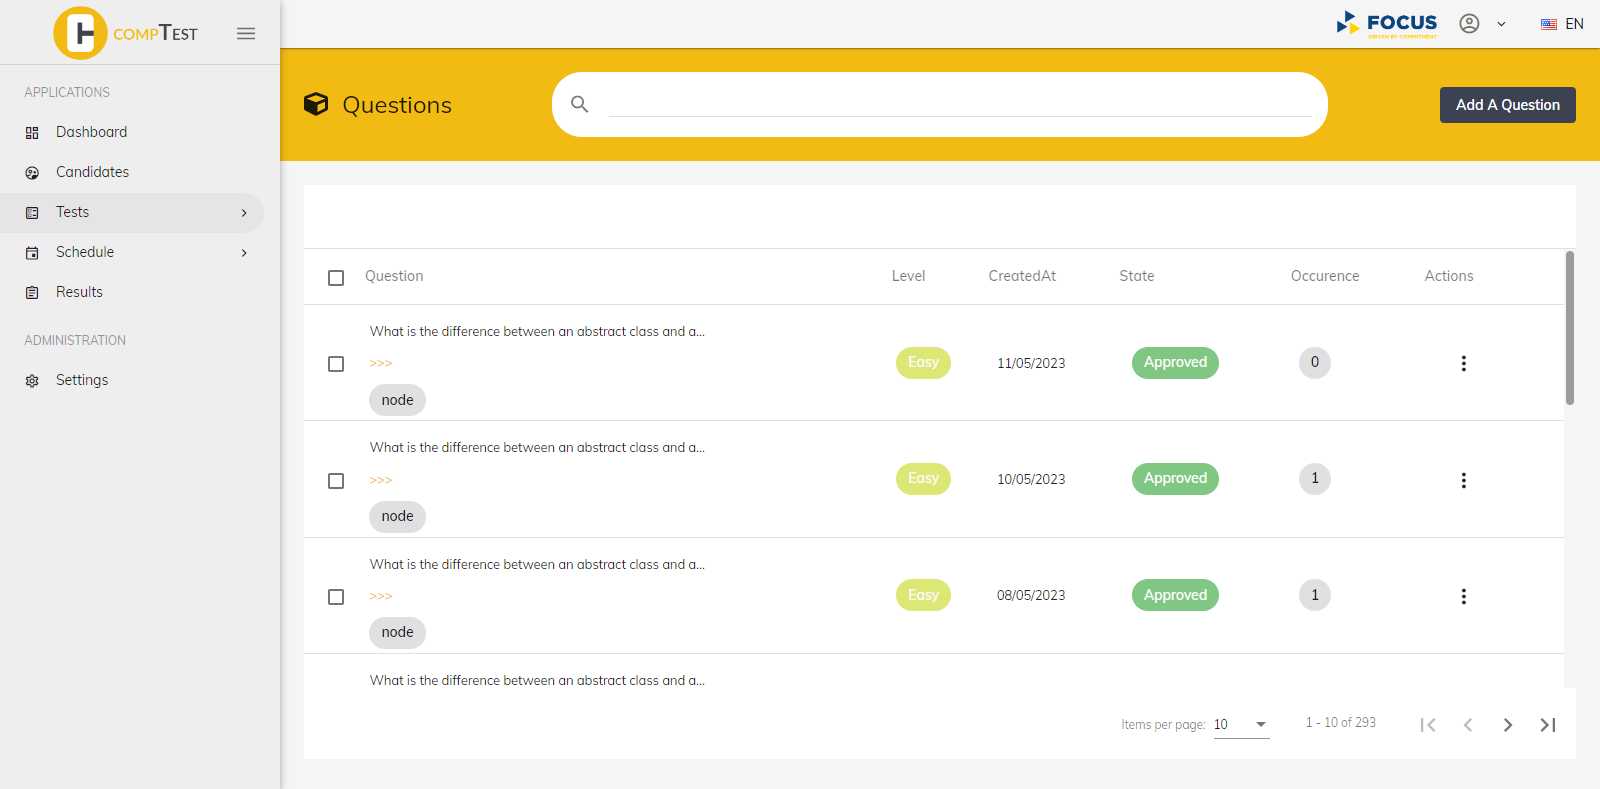 COMPTEST
FOCUS
DRIVEN BY COMMITMENT
EN
APPLICATIONS
Dashboard
Candidates
Tests
Schedule
Results
ADMINISTRATION
Settings
Questions
Add A Question
Question Level CreatedAt State Occurence Actions
What is the difference between an abstract class and a...
>>> Easy 11/05/2023 Approved 0
node
What is the difference between an abstract class and a...
>>> Easy 10/05/2023 Approved 1
node
What is the difference between an abstract class and a...
>>> Easy 08/05/2023 Approved 1
node
What is the difference between an abstract class and a...
Items per page: 10 1 - 10 of 293